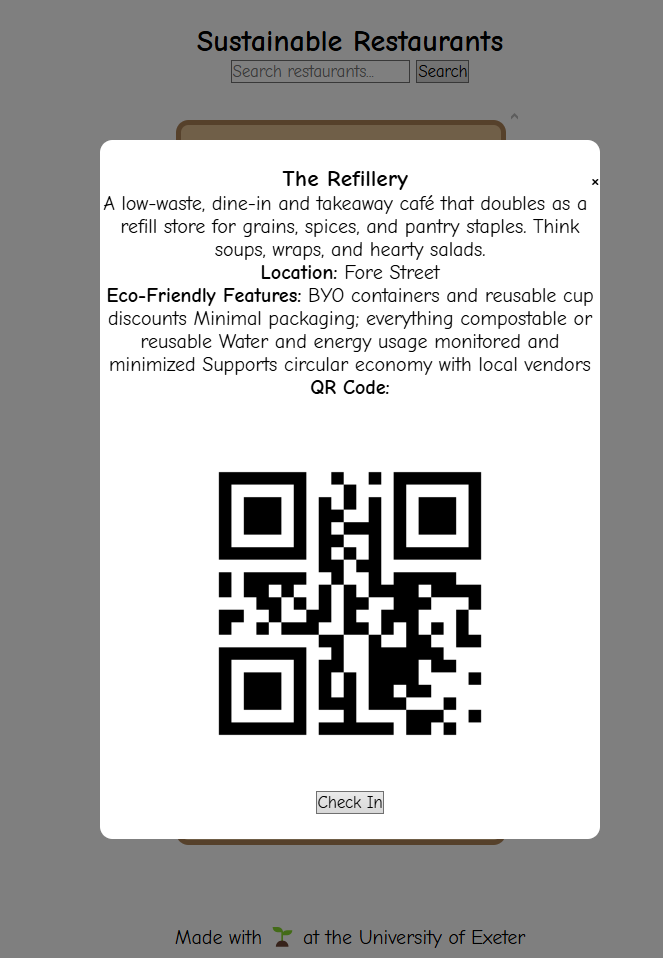 Sustainable Restaurants
Search restaurants... Search
The Refillery ×
A low-waste, dine-in and takeaway café that doubles as a
refill store for grains, spices, and pantry staples. Think
soups, wraps, and hearty salads.
Location: Fore Street
Eco-Friendly Features: BYO containers and reusable cup
discounts Minimal packaging; everything compostable or
reusable Water and energy usage monitored and
minimized Supports circular economy with local vendors
QR Code:
Check In
Made with 🌱 at the University of Exeter